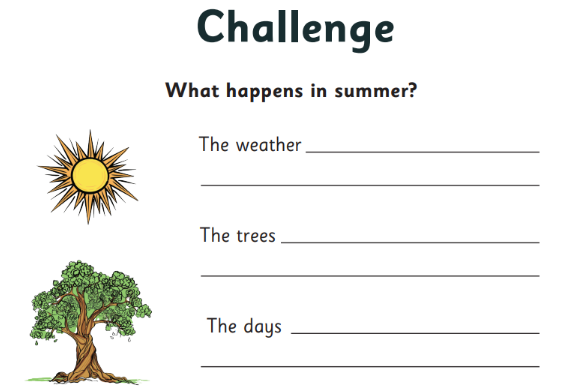 Challenge
What happens in summer?
The weather
The trees
The days